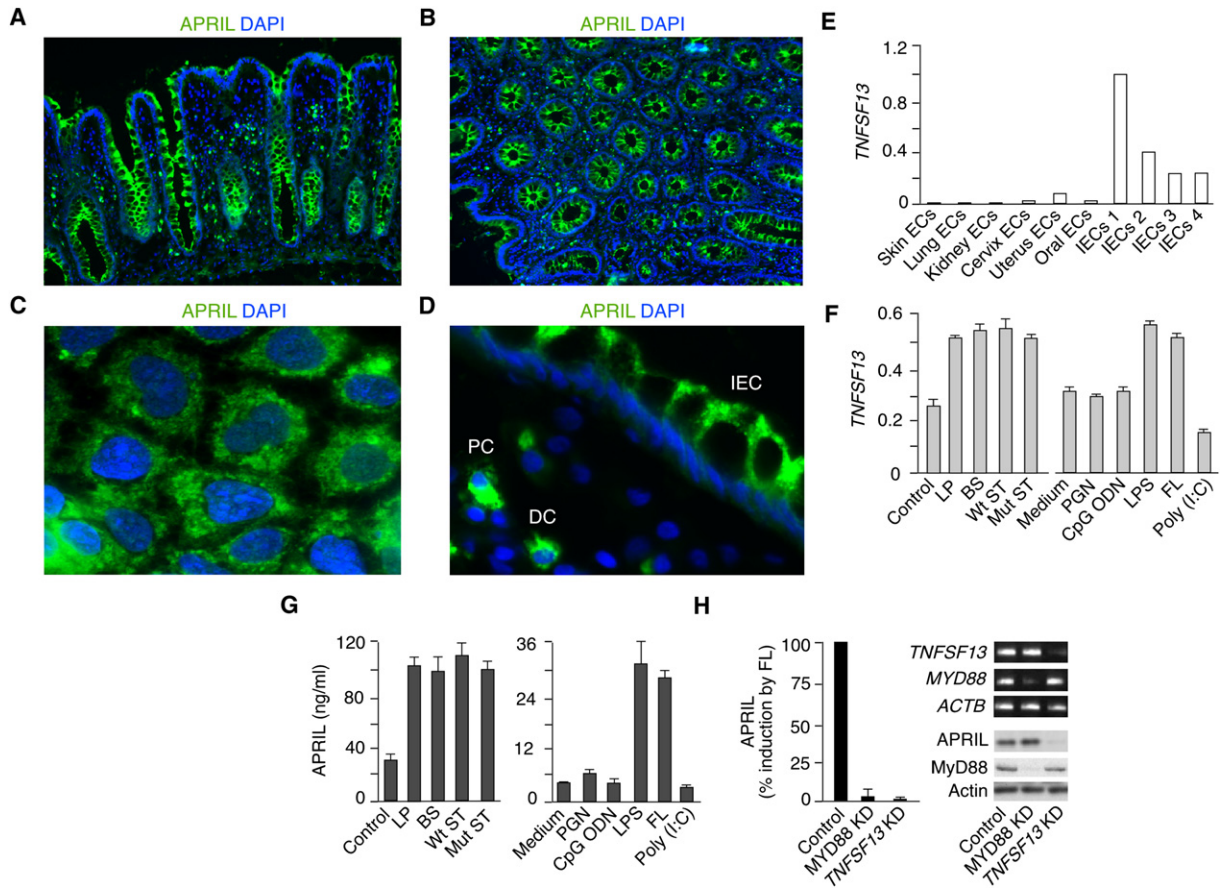 A
APRIL DAPI
B
APRIL DAPI
C
APRIL DAPI
D
APRIL DAPI
IEC
PC
DC
E
TNFSF13
1.2
0.8
0.4
0
Skin ECs
Lung ECs
Kidney ECs
Cervix ECs
Uterus ECs
Oral ECs
IECs 1
IECs 2
IECs 3
IECs 4
F
TNFSF13
0.6
0.4
0.2
0
Control
LP
BS
Wt ST
Mut ST
Medium
PGN
CpG ODN
LPS
FL
Poly (I:C)
G
APRIL (ng/ml)
120
80
40
0
Control
LP
BS
Wt ST
Mut ST
36
24
12
0
Medium
PGN
CpG ODN
LPS
FL
Poly (I:C)
H
APRIL
(% induction by FL)
100
75
50
25
0
Control
MYD88 KD
TNFSF13 KD
TNFSF13
MYD88
ACTB
APRIL
MyD88
Actin
Control
MYD88 KD
TNFSF13 KD